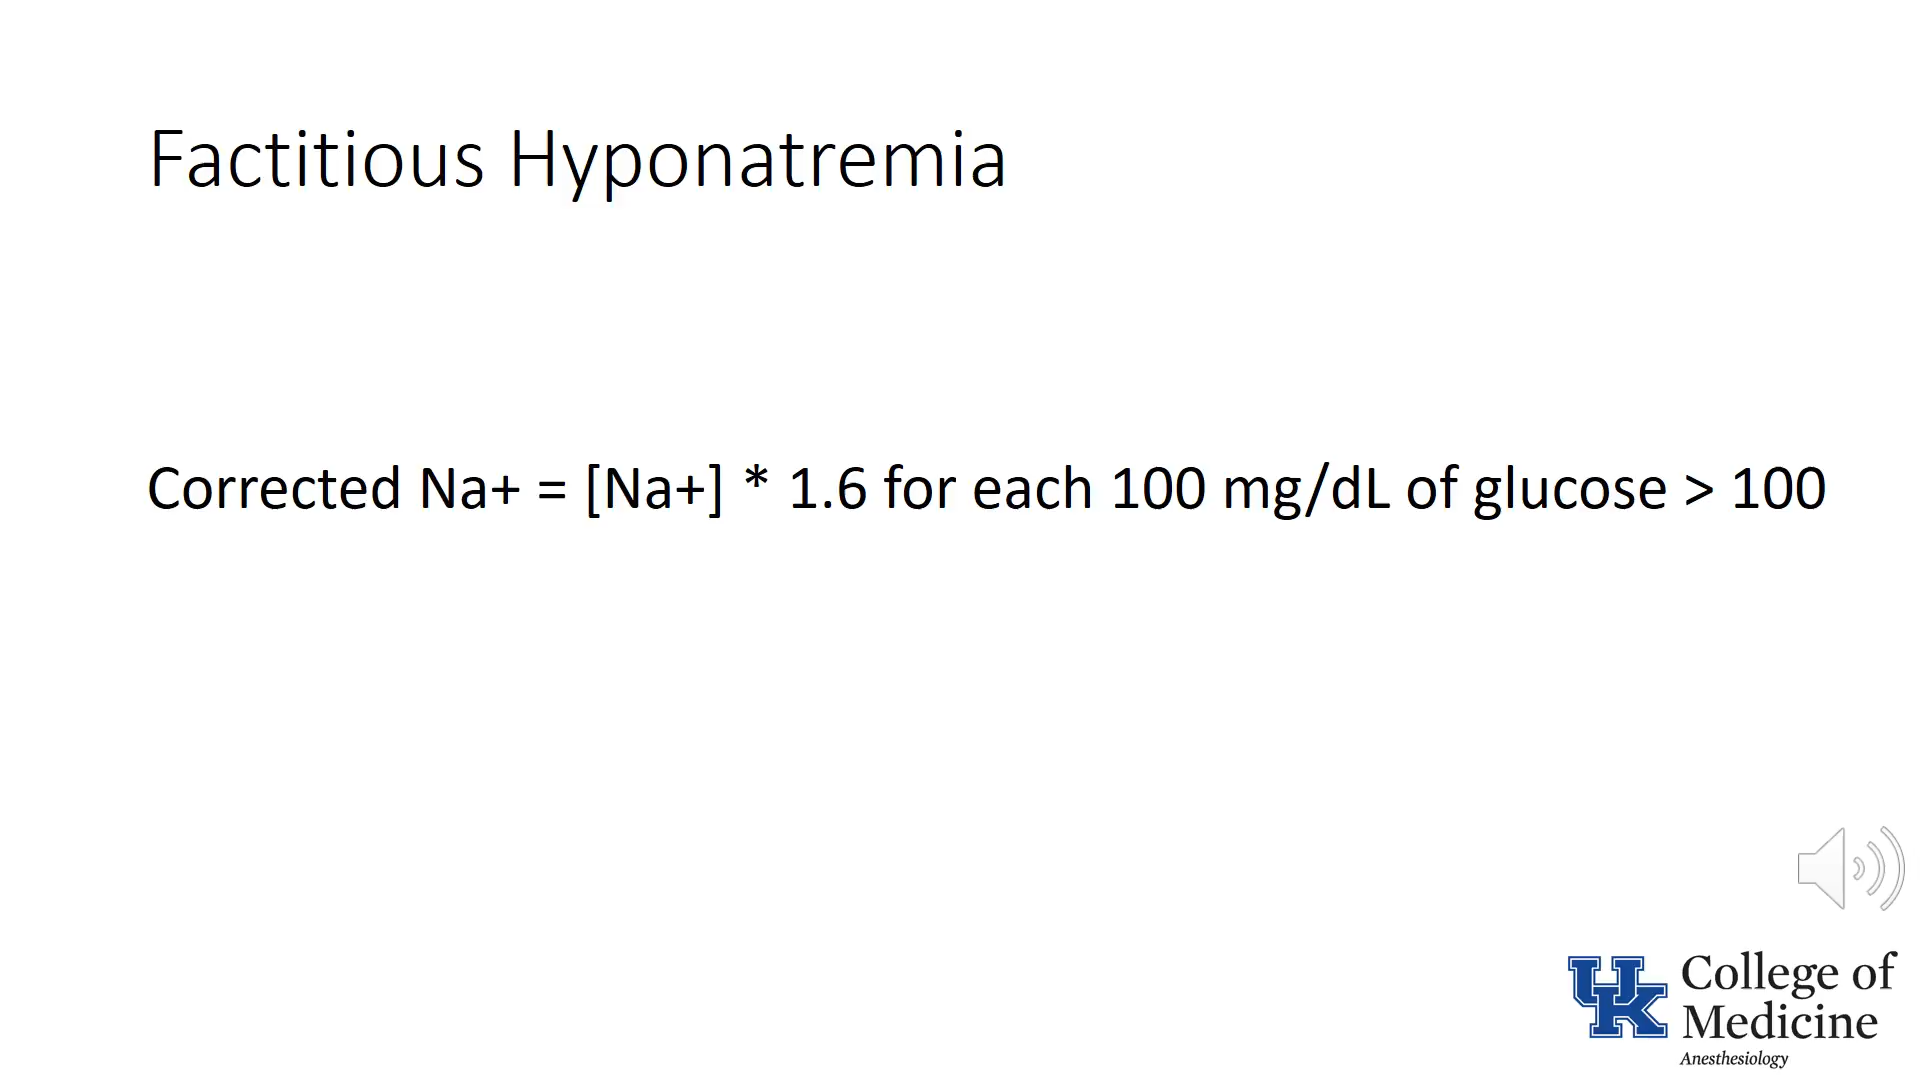 Factitious Hyponatremia
Corrected Na+ = [Na+] * 1.6 for each 100 mg/dL of glucose > 100
UK
College of
Medicine
Anesthesiology